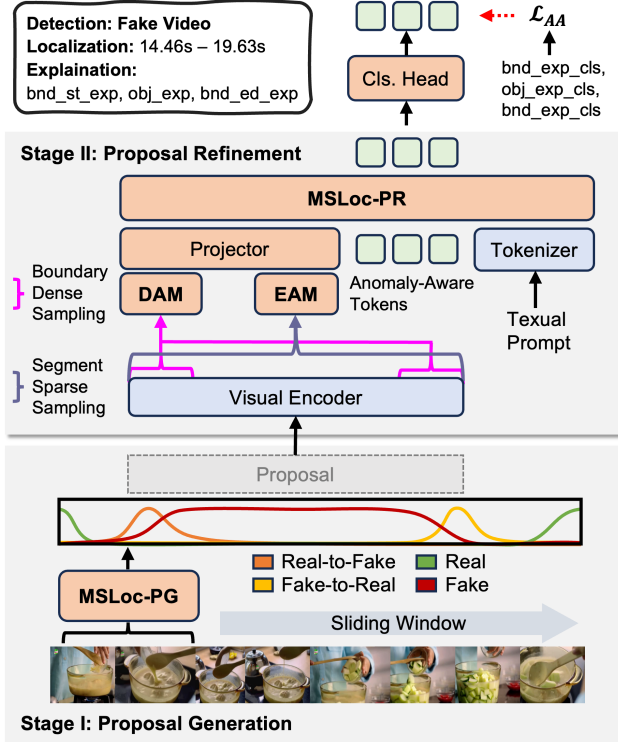 Detection: Fake Video
Localization: 14.46s – 19.63s
Explaination:
bnd_st_exp, obj_exp, bnd_ed_exp
Cls. Head
ℒ_AA
bnd_exp_cls,
obj_exp_cls,
bnd_exp_cls
Stage II: Proposal Refinement
MSLoc-PR
Projector
Tokenizer
Boundary
Dense
Sampling
DAM
EAM
Anomaly-Aware
Tokens
Texual
Prompt
Segment
Sparse
Sampling
Visual Encoder
Proposal
Real-to-Fake
Real
Fake-to-Real
Fake
MSLoc-PG
Sliding Window
Stage I: Proposal Generation